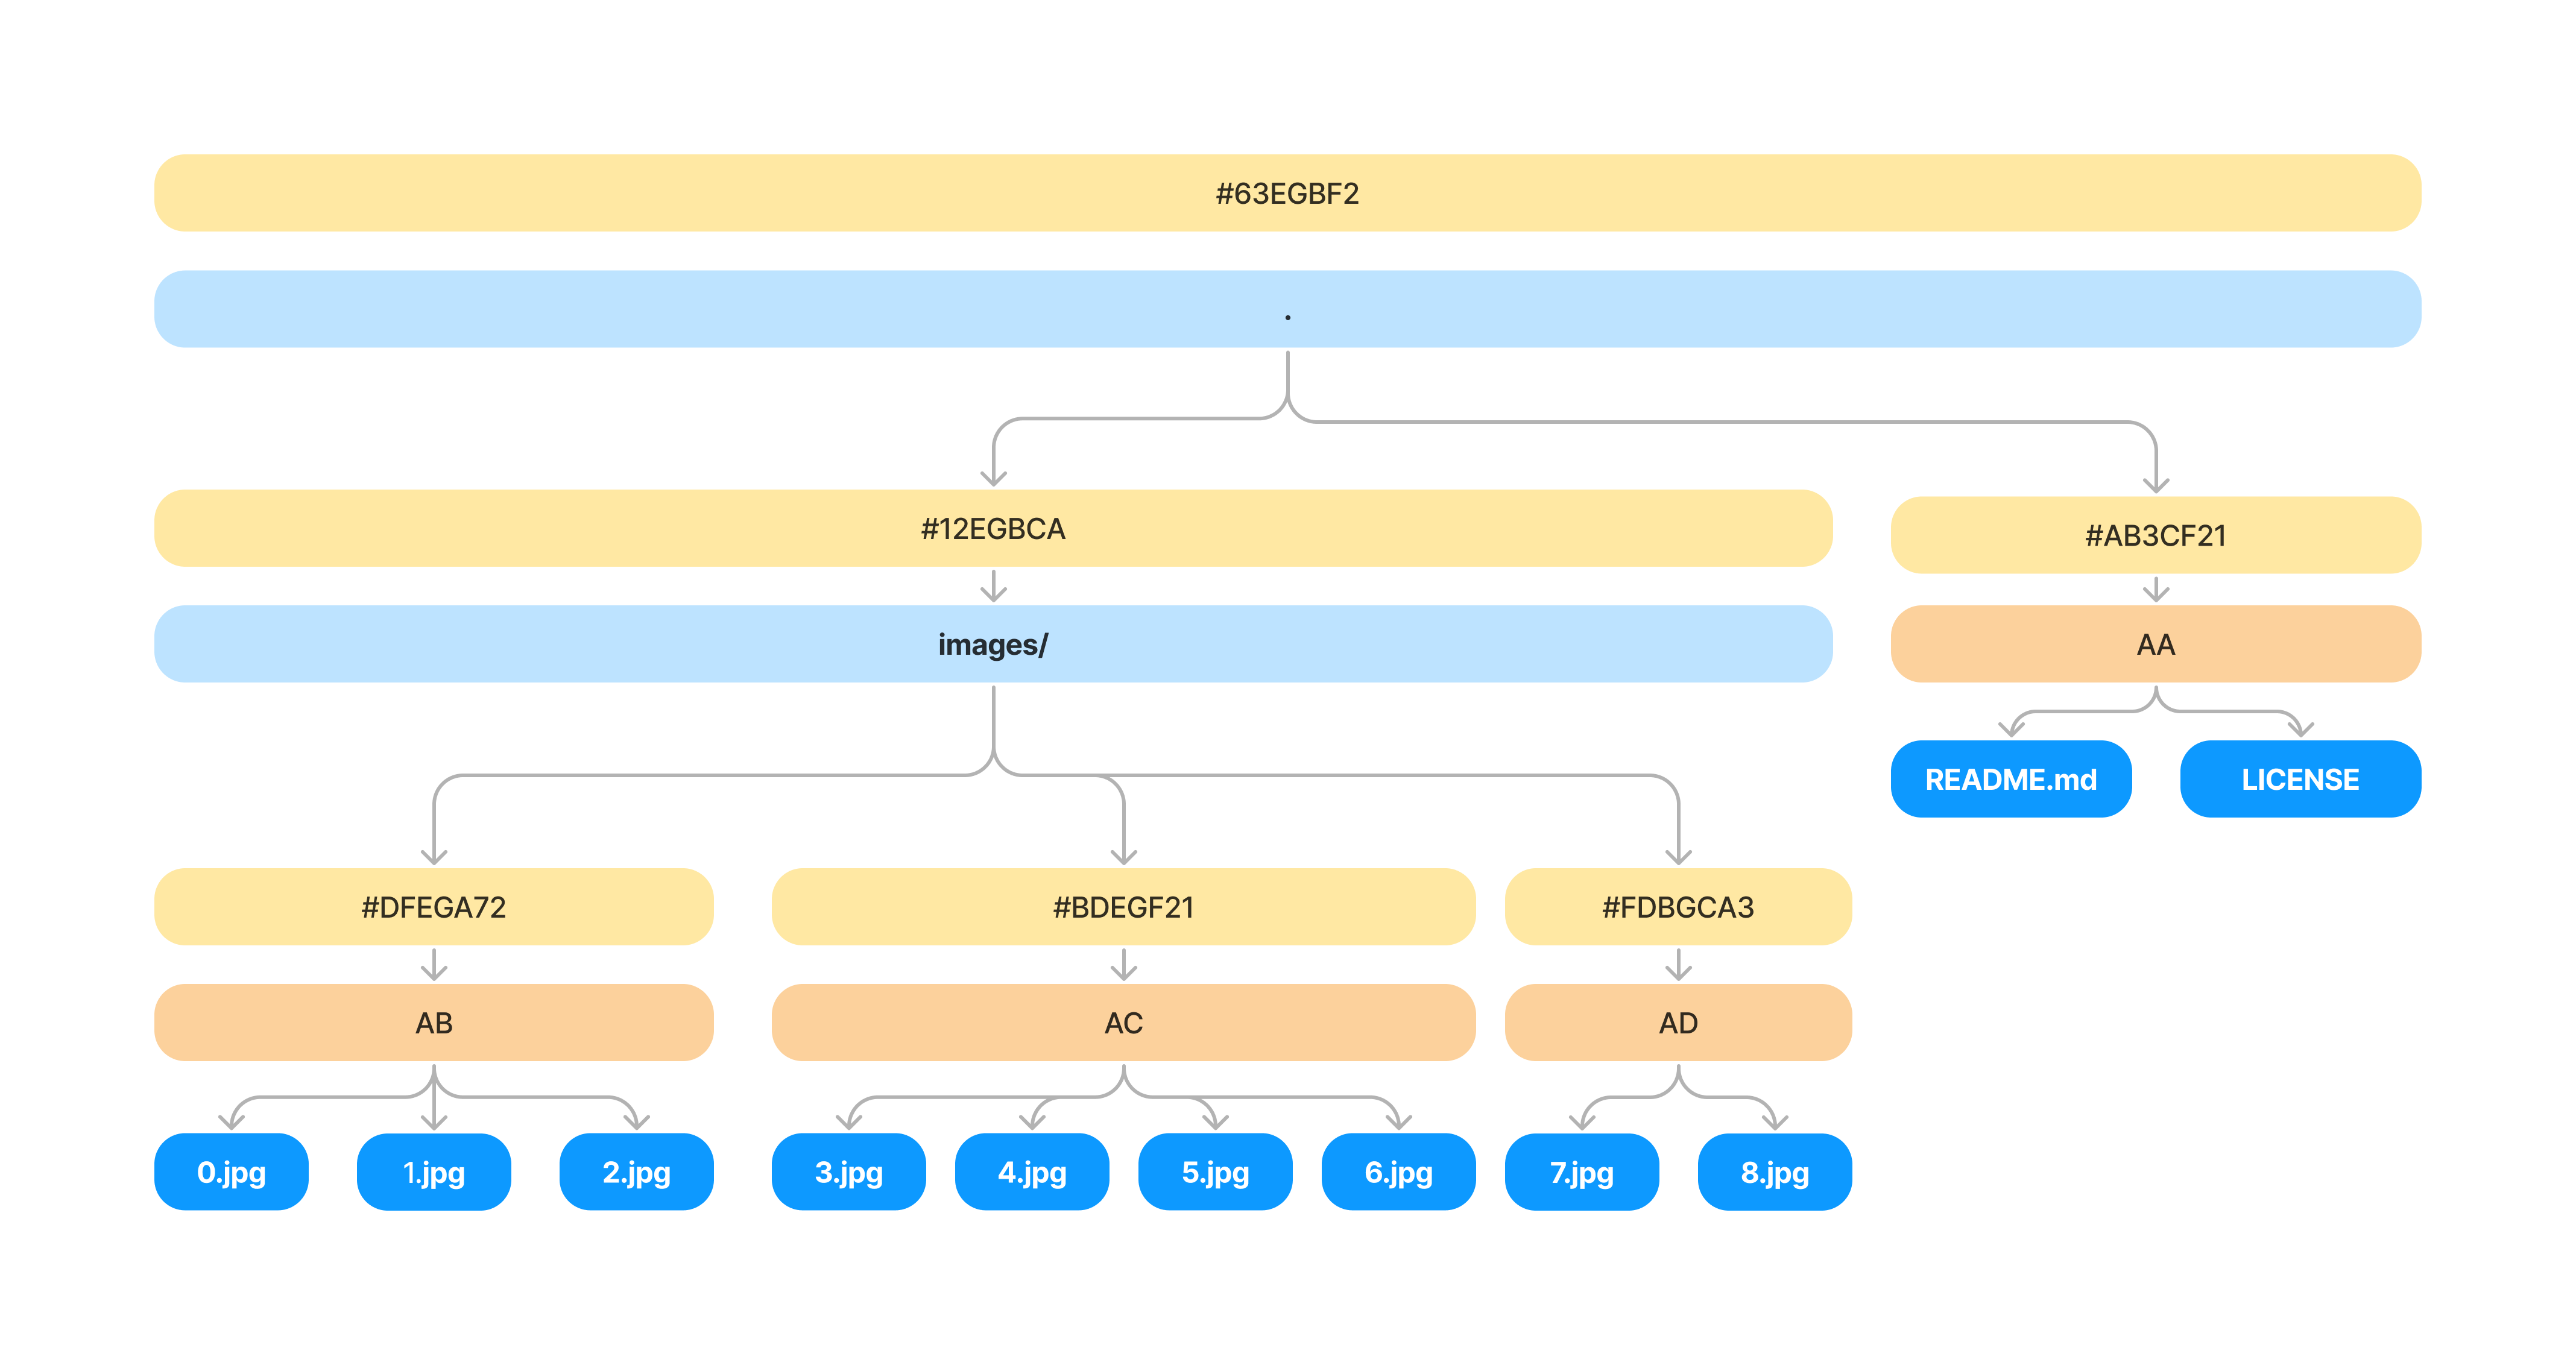 #63EGBF2
.
#12EGBCA
#AB3CF21
images/
AA
README.md
LICENSE
#DFEGA72
#BDEGF21
#FDBGCA3
AB
AC
AD
0.jpg
1.jpg
2.jpg
3.jpg
4.jpg
5.jpg
6.jpg
7.jpg
8.jpg